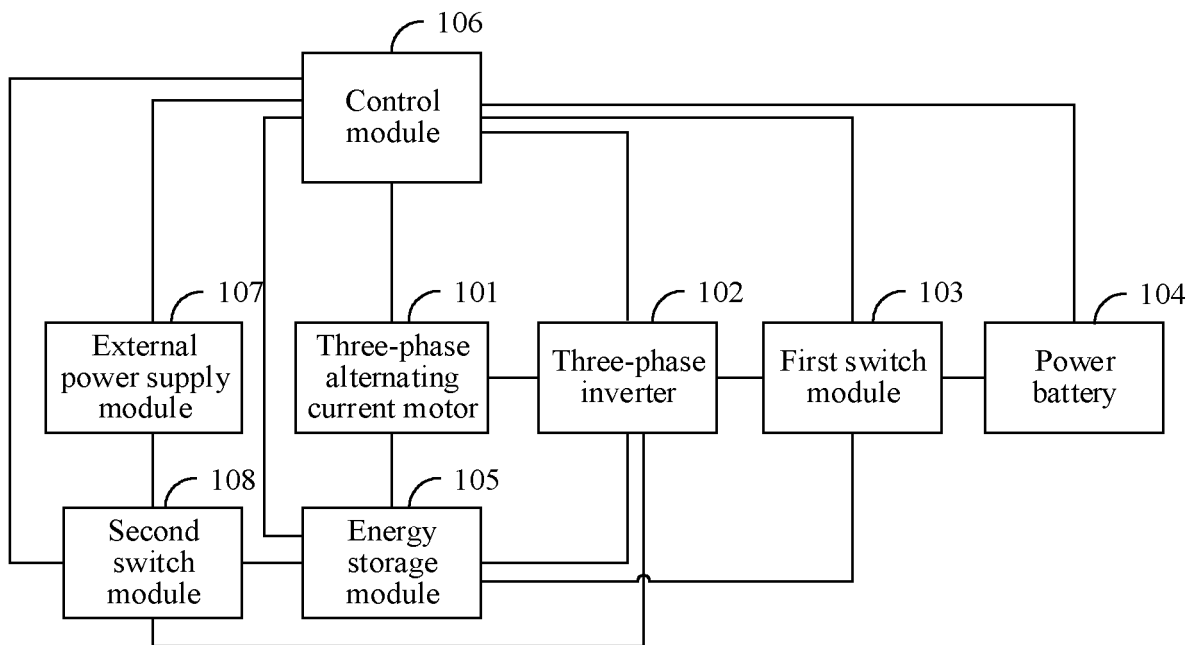 106
Control
module
107
101
102
103
104
External
power supply
module
Three-phase
alternating
current motor
Three-phase
inverter
First switch
module
Power
battery
108
105
Second
switch
module
Energy
storage
module